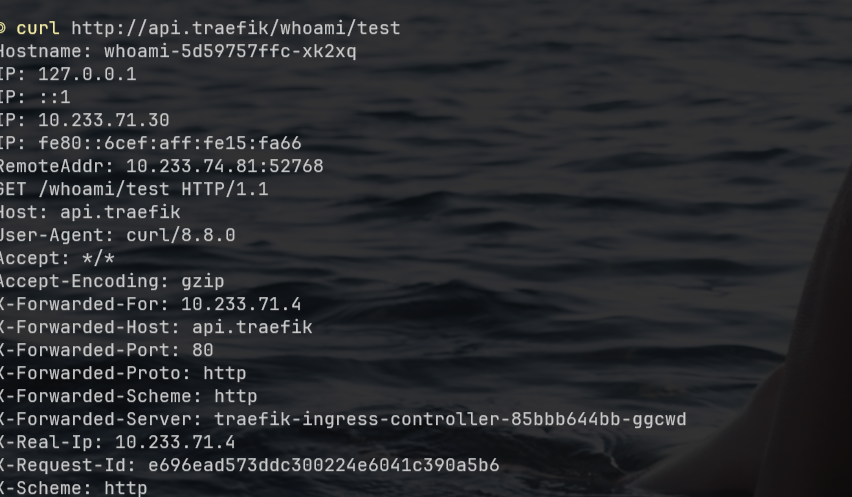 curl http://api.traefik/whoami/test
Hostname: whoami-5d59757ffc-xk2xq
IP: 127.0.0.1
IP: ::1
IP: 10.233.71.30
IP: fe80::6cef:aff:fe15:fa66
RemoteAddr: 10.233.74.81:52768
GET /whoami/test HTTP/1.1
Host: api.traefik
User-Agent: curl/8.8.0
Accept: */*
Accept-Encoding: gzip
X-Forwarded-For: 10.233.71.4
X-Forwarded-Host: api.traefik
X-Forwarded-Port: 80
X-Forwarded-Proto: http
X-Forwarded-Scheme: http
X-Forwarded-Server: traefik-ingress-controller-85bbb644bb-ggcwd
X-Real-Ip: 10.233.71.4
X-Request-Id: e696ead573ddc300224e6041c390a5b6
X-Scheme: http